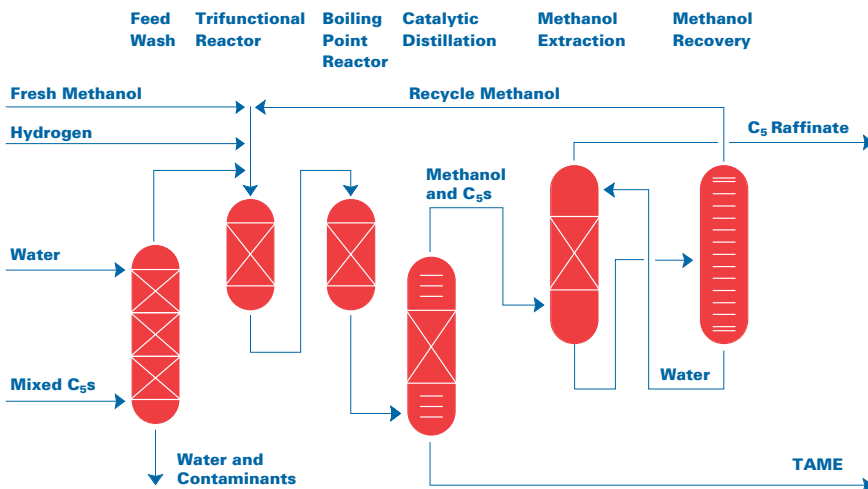 Feed
Wash
Trifunctional
Reactor
Boiling
Point
Reactor
Catalytic
Distillation
Methanol
Extraction
Methanol
Recovery
Fresh Methanol
Recycle Methanol
Hydrogen
C₅ Raffinate
Methanol
and C₅s
Water
Mixed C₅s
Water
Water and
Contaminants
TAME